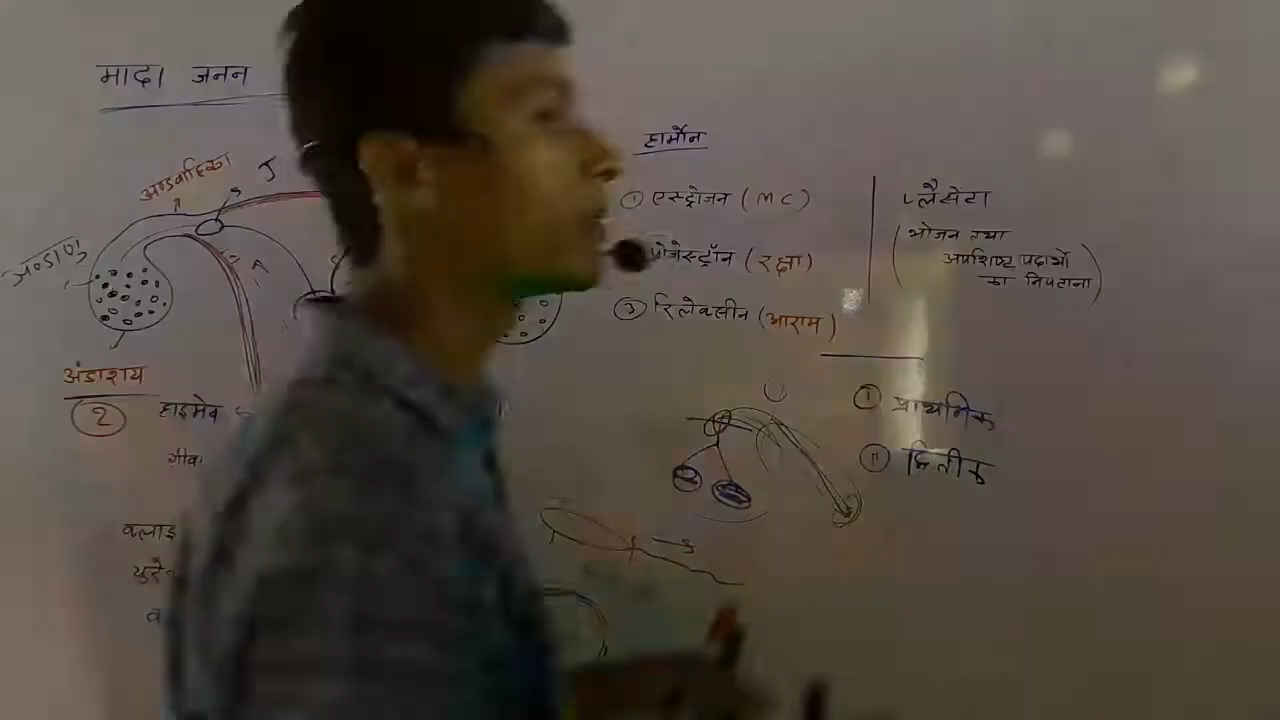 मादा जनन
अण्डवाहिका
अण्डाणु
अंडाशय
2
हाइमेन
ग्रीवा
क्लाइ
युरे
व
हार्मोन
① एस्ट्रोजन (MC)
प्रोजेस्ट्रॉन (रक्षा)
③ रिलेक्सीन (आराम)
प्लैसेंटा
(भोजन तथा
अपशिष्ट पदार्थो
का निपटाना)
① प्राथमिक
② द्वितीक